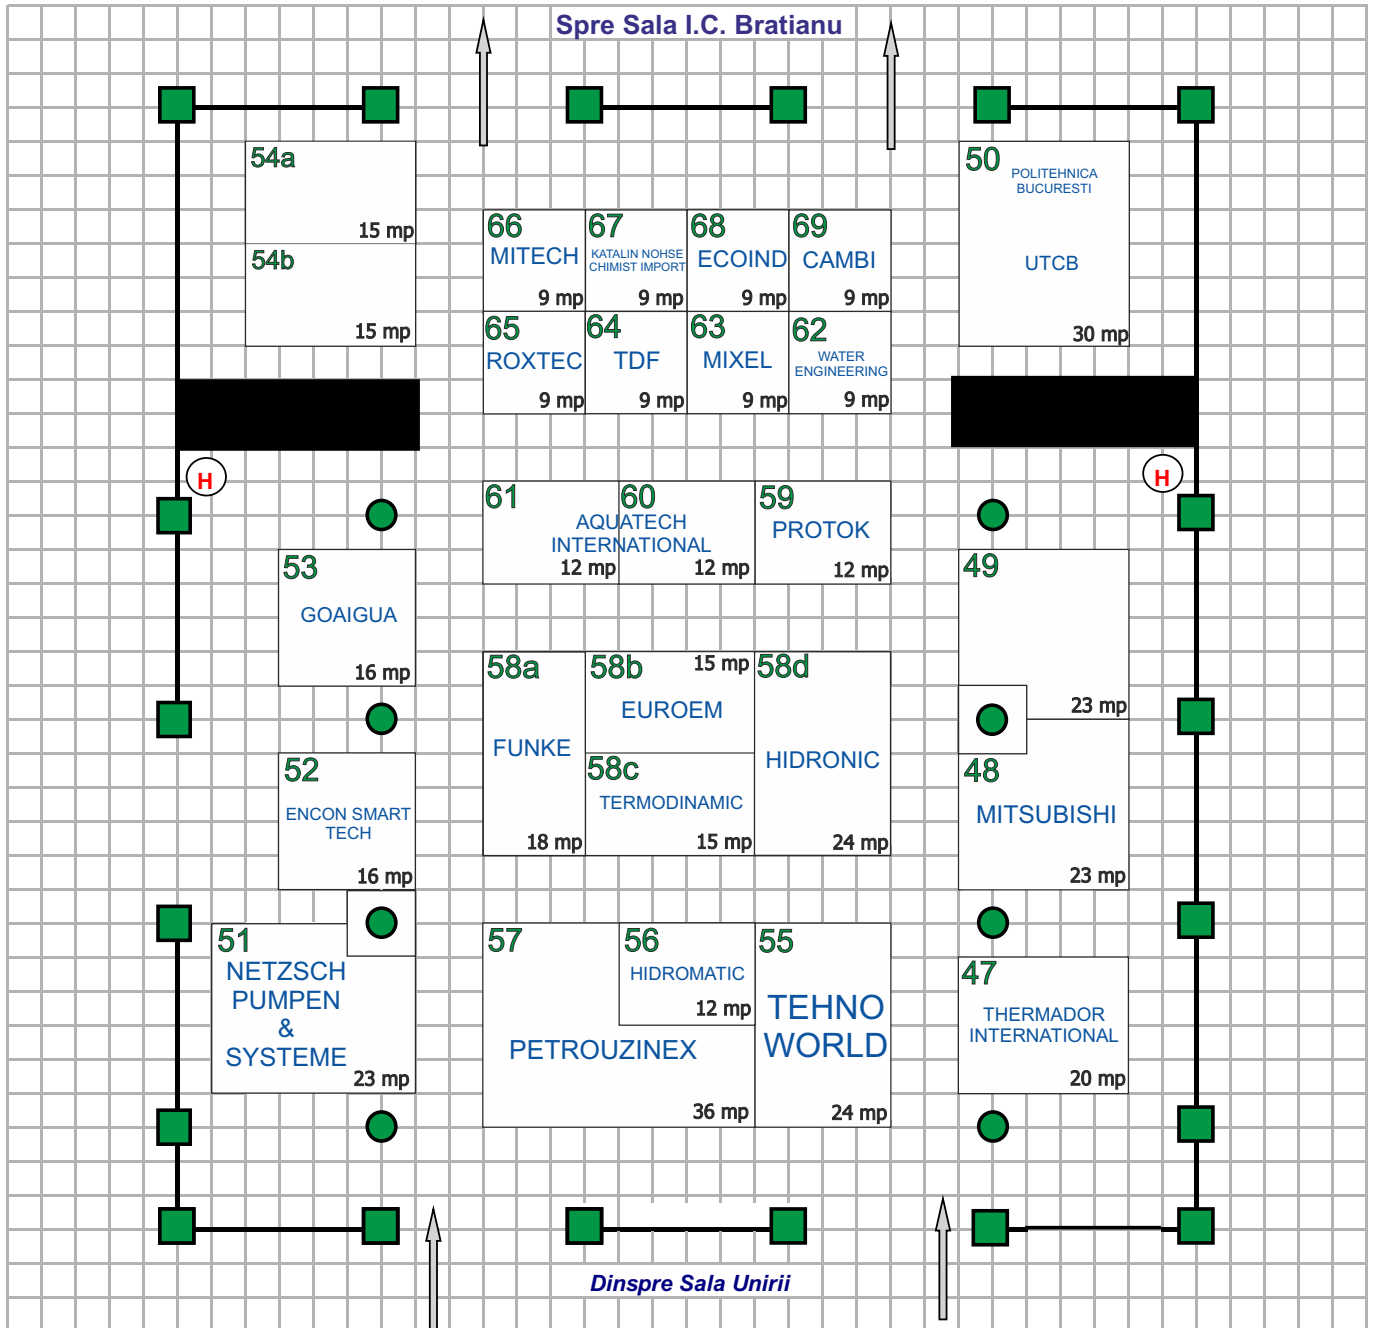 Spre Sala I.C. Bratianu
54a
15 mp
54b
15 mp
66
MITECH
9 mp
67
KATALIN NOHSE
CHIMIST IMPORT
9 mp
68
ECOIND
9 mp
69
CAMBI
9 mp
50
POLITEHNICA
BUCURESTI
UTCB
30 mp
65
ROXTEC
9 mp
64
TDF
9 mp
63
MIXEL
9 mp
62
WATER
ENGINEERING
9 mp
H
H
61
60
AQUATECH
INTERNATIONAL
12 mp
12 mp
59
PROTOK
12 mp
53
GOAIGUA
16 mp
49
23 mp
58a
FUNKE
18 mp
58b
15 mp
EUROEM
58c
TERMODINAMIC
15 mp
58d
HIDRONIC
24 mp
52
ENCON SMART
TECH
16 mp
48
MITSUBISHI
23 mp
51
NETZSCH
PUMPEN
&
SYSTEME
23 mp
57
PETROUZINEX
36 mp
56
HIDROMATIC
12 mp
55
TEHNO
WORLD
24 mp
47
THERMADOR
INTERNATIONAL
20 mp
Dinspre Sala Unirii